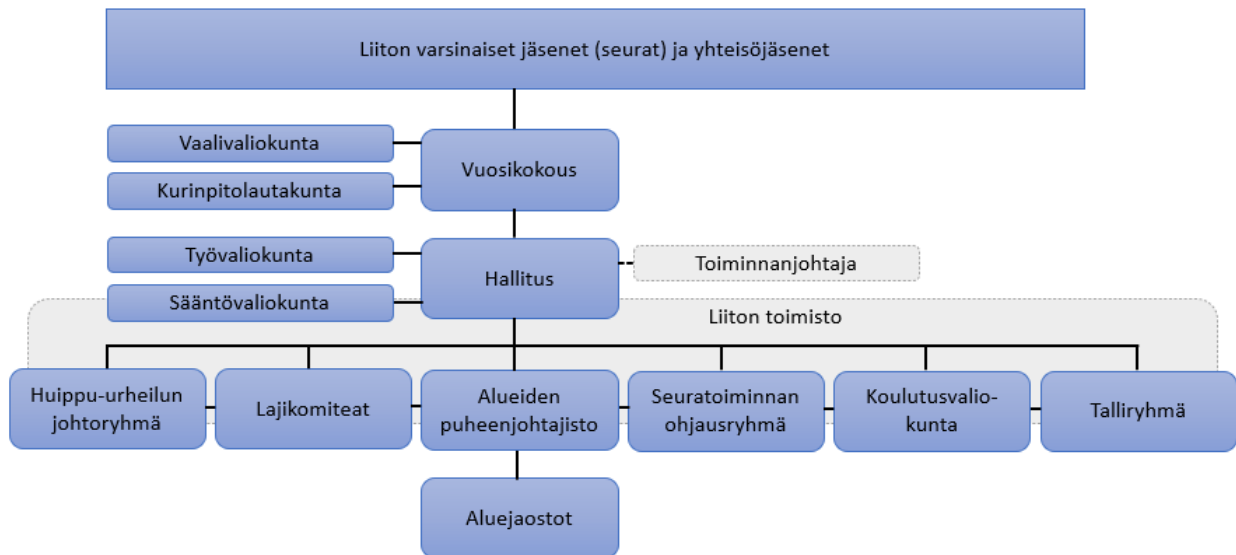 Liiton varsinaiset jäsenet (seurat) ja yhteisöjäsenet
Vaalivaliokunta
Vuosikokous
Kurinpitolautakunta
Työvaliokunta
Hallitus
Toiminnanjohtaja
Sääntövaliokunta
Liiton toimisto
Huippu-urheilun
johtoryhmä
Lajikomiteat
Alueiden
puheenjohtajisto
Seuratoiminnan
ohjausryhmä
Koulutusvalio-
kunta
Talliryhmä
Aluejaostot